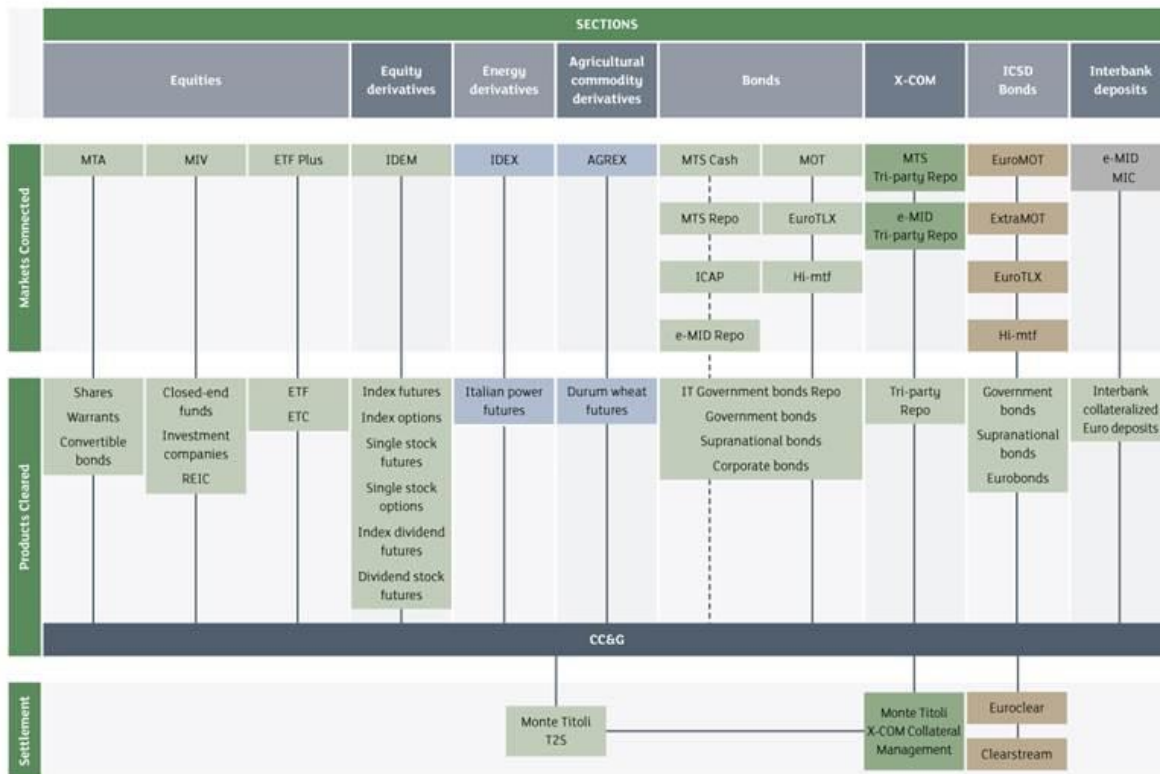 SECTIONS
Equities
Equity
derivatives
Energy
derivatives
Agricultural
commodity
derivatives
Bonds
X-COM
ICSD
Bonds
Interbank
deposits
Markets Connected
MTA
MIV
ETF Plus
IDEM
IDEX
AGREX
MTS Cash
MOT
MTS
Tri-party Repo
EuroMOT
e-MID
MIC
MTS Repo
EuroTLX
e-MID
Tri-party Repo
ExtraMOT
ICAP
Hi-mtf
EuroTLX
e-MID Repo
Hi-mtf
Products Cleared
Shares
Warrants
Convertible
bonds
Closed-end
funds
Investment
companies
REIC
ETF
ETC
Index futures
Index options
Single stock
futures
Single stock
options
Index dividend
futures
Dividend stock
futures
Italian power
futures
Durum wheat
futures
IT Government bonds Repo
Government bonds
Supranational bonds
Corporate bonds
Tri-party
Repo
Government
bonds
Supranational
bonds
Eurobonds
Interbank
collateralized
Euro deposits
CC&G
Settlement
Monte Titoli
T2S
Monte Titoli
X-COM Collateral
Management
Euroclear
Clearstream